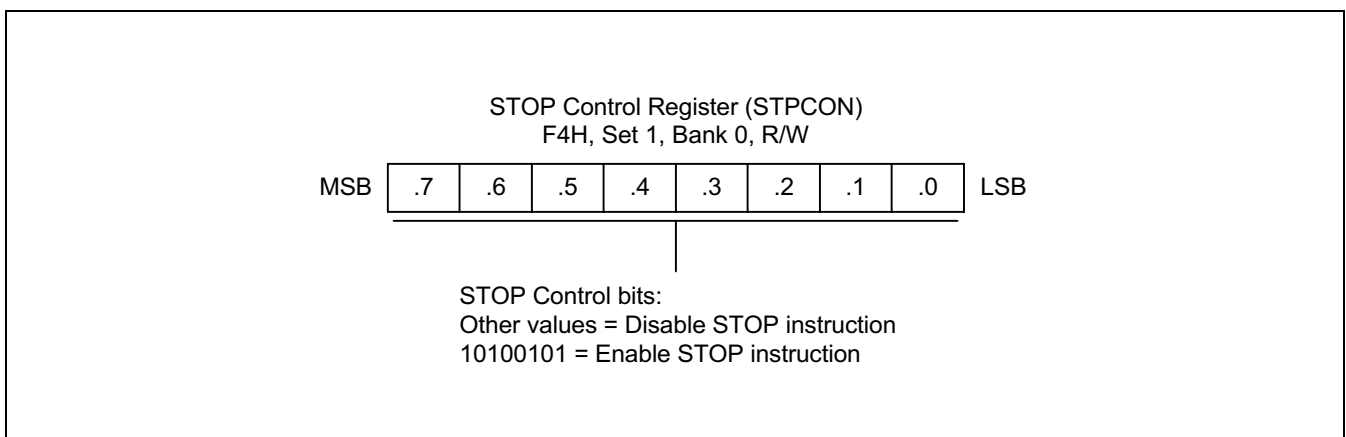 STOP Control Register (STPCON)
F4H, Set 1, Bank 0, R/W
MSB .7 .6 .5 .4 .3 .2 .1 .0 LSB
STOP Control bits:
Other values = Disable STOP instruction
10100101 = Enable STOP instruction